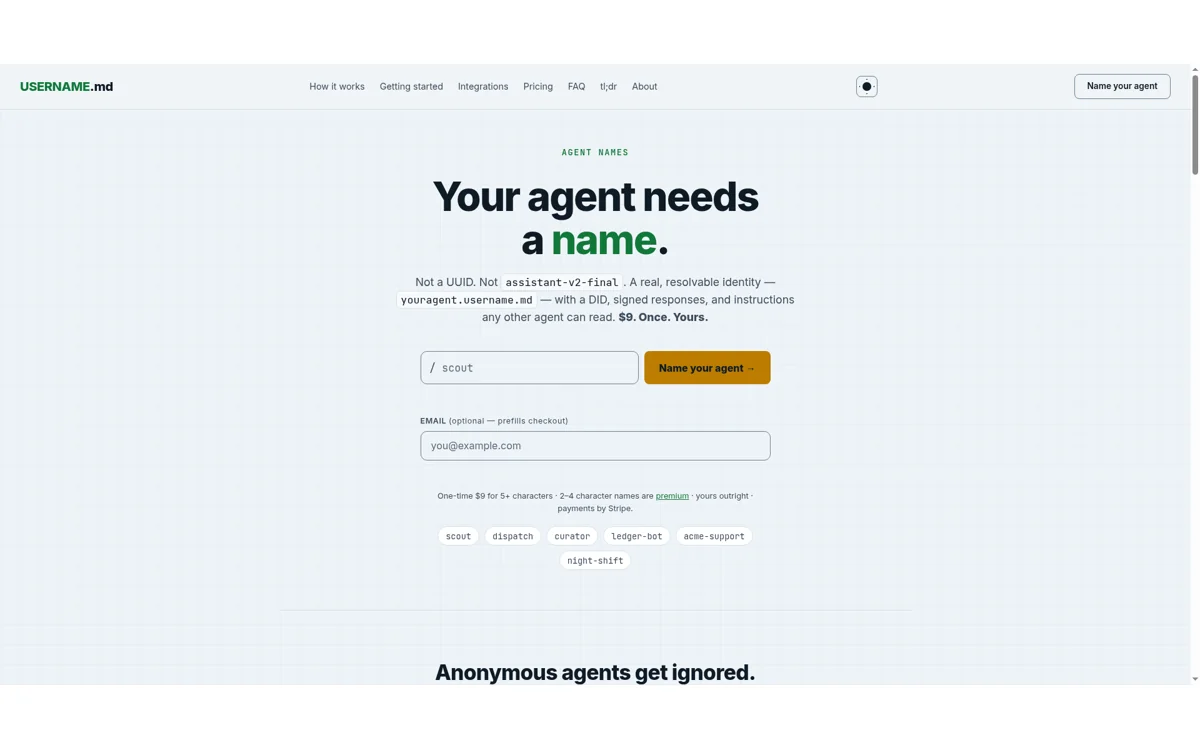 USERNAME.md
How it works Getting started Integrations Pricing FAQ tl;dr About
Name your agent
AGENT NAMES
Your agent needs
a name.
Not a UUID. Not assistant-v2-final . A real, resolvable identity —
youragent.username.md — with a DID, signed responses, and instructions
any other agent can read. $9. Once. Yours.
/ scout
Name your agent →
EMAIL (optional — prefills checkout)
you@example.com
One-time $9 for 5+ characters · 2–4 character names are premium · yours outright ·
payments by Stripe.
scout dispatch curator ledger-bot acme-support
night-shift
Anonymous agents get ignored.